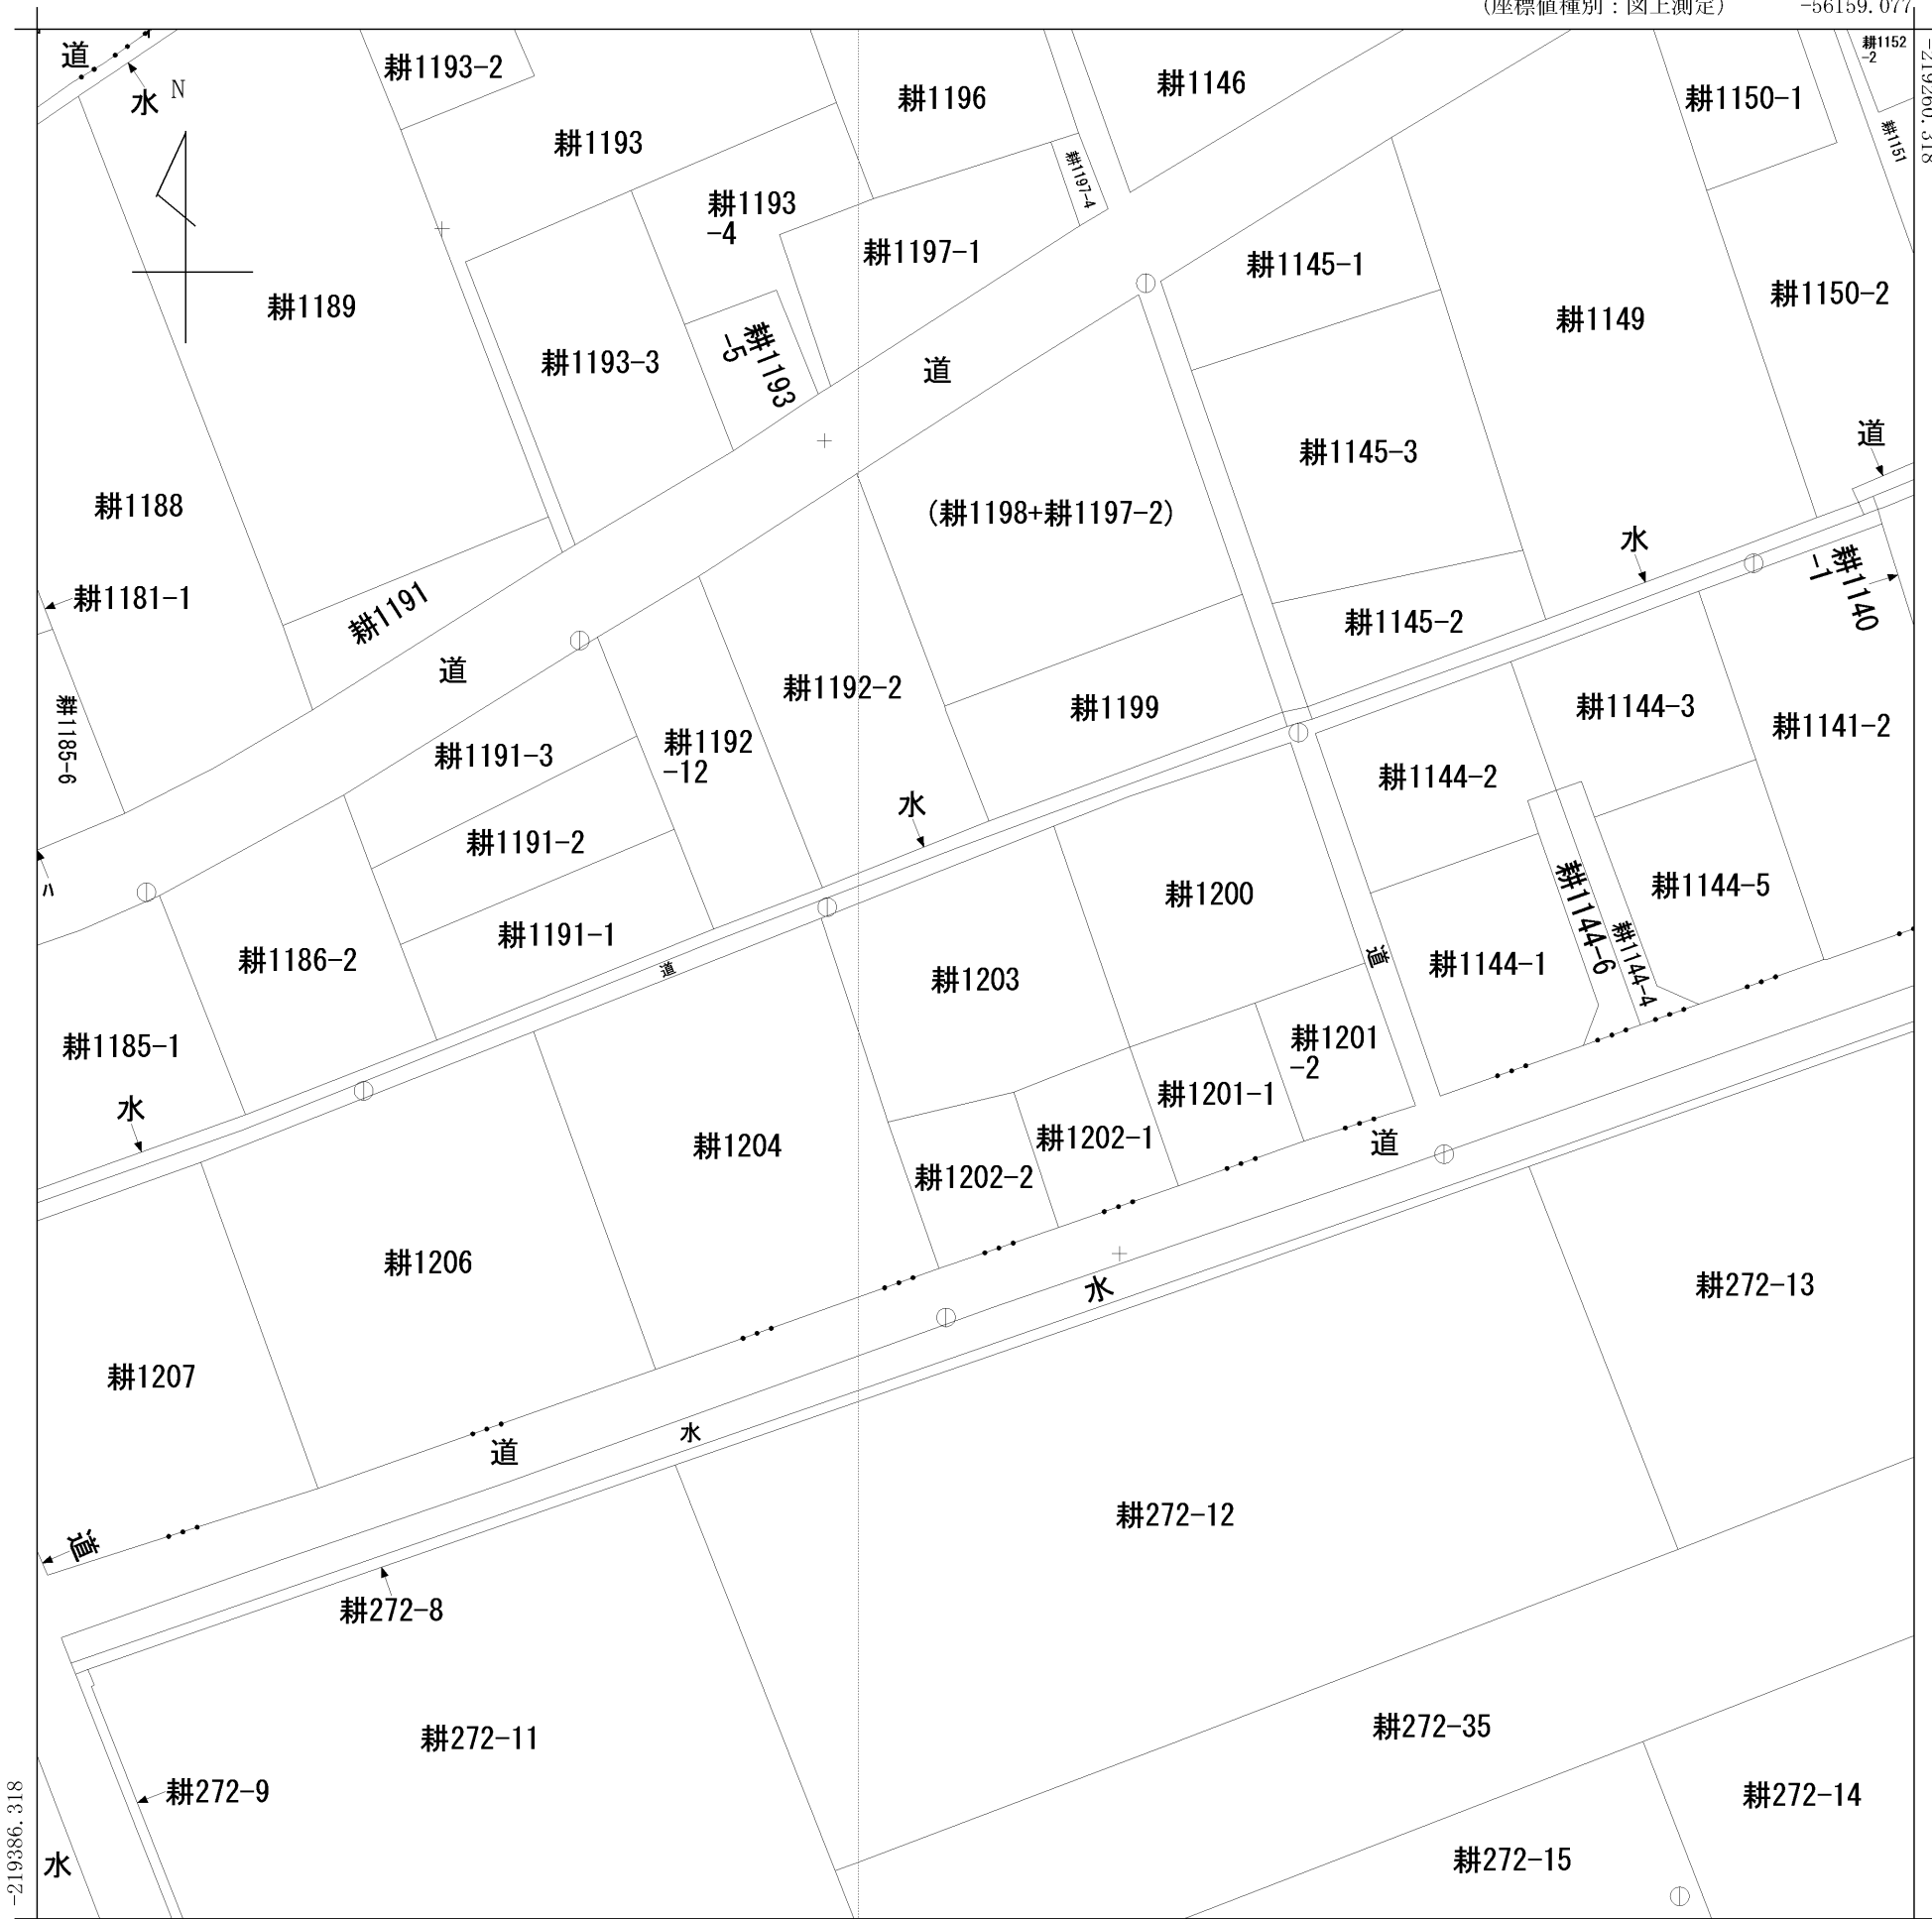 (座標値種別：図上測定)
-56159.077
-219260.318
道
水
N
耕1193-2
耕1193
耕1196
耕1146
耕1152
-2
耕1150-1
耕1151
耕1197-4
耕1193
-4
耕1197-1
耕1145-1
耕1150-2
耕1189
耕1149
耕1193-3
耕1193
-5
道
耕1145-3
道
耕1188
(耕1198+耕1197-2)
水
耕1140
-1
耕1181-1
耕1191
耕1145-2
道
耕1192-2
耕1199
耕1144-3
耕1141-2
耕1185-6
耕1191-3
耕1192
-12
耕1144-2
水
耕1191-2
ハ
耕1200
耕1144-5
耕1144-6
耕1144-4
耕1191-1
耕1186-2
道
耕1203
道
耕1144-1
耕1185-1
耕1201
-2
水
耕1201-1
耕1202-1
耕1204
耕1202-2
道
耕1206
水
耕272-13
耕1207
水
道
耕272-12
道
耕272-8
耕272-35
耕272-11
耕272-9
耕272-14
耕272-15
水
-219386.318